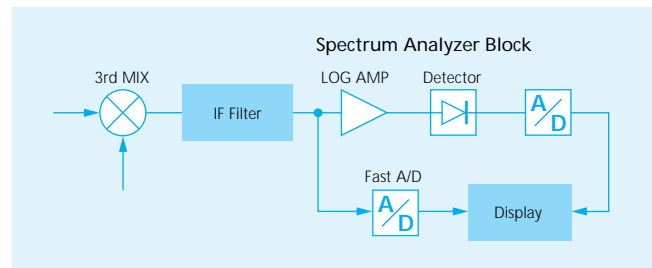 Spectrum Analyzer Block
3rd MIX
LOG AMP
Detector
IF Filter
A/D
Fast A/D
A/D
Display